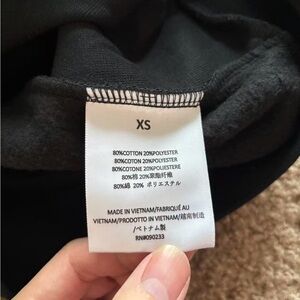 XS
80%COTTON 20%POLYESTER
80%COTTON 20%POLYESTER
80%COTONE 20%POLIESTERE
80%棉 20%聚酯纤维
80%綿 20% ポリエステル
MADE IN VIETNAM/FABRIQUÉ AU
VIETNAM/PRODOTTO IN VIETNAM/越南制造
/ベトナム製
RN#090233